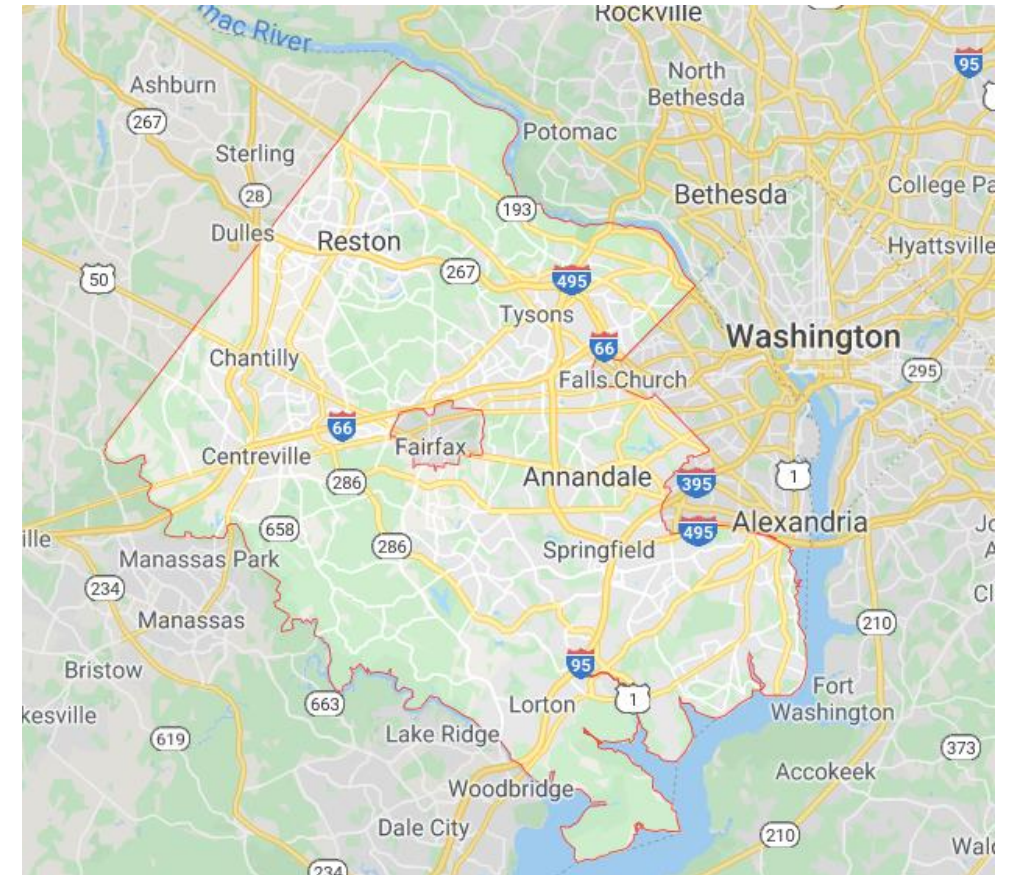 Rockville
mac River
95
Ashburn
North
Bethesda
267
Potomac
Sterling
28
193
Bethesda
College Pa
Dulles
Reston
Hyattsville
50
267
495
Tysons
66
Washington
Chantilly
Falls Church
295
66
Fairfax
Centreville
286
Annandale
395
1
658
495
Alexandria
ille
286
Springfield
Manassas Park
234
Manassas
210
Cl
95
Bristow
663
Lorton
1
Fort
Washington
kesville
619
Lake Ridge
373
Woodbridge
Accokeek
Dale City
210
Wal
234